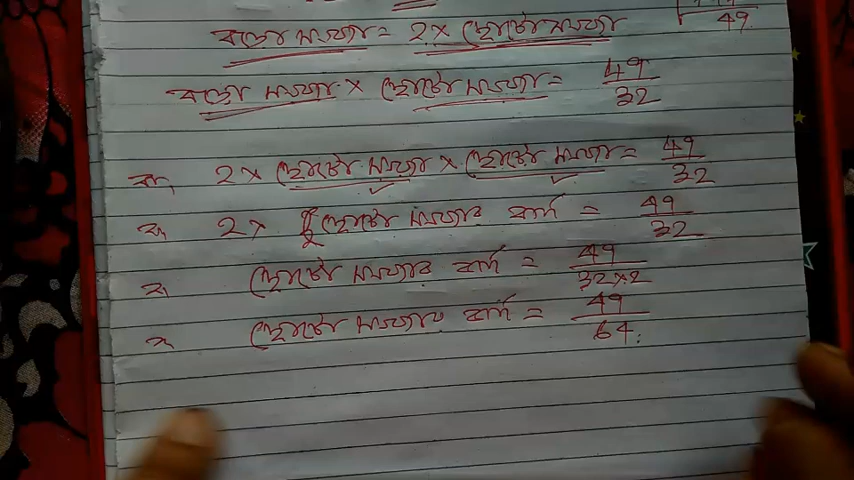 49
বড়ো সংখ্যা = 2 × ছোটো সংখ্যা
বড়ো সংখ্যা × ছোটো সংখ্যা = 49/32
বা, 2 × ছোটো সংখ্যা × ছোটো সংখ্যা = 49/32
বা, 2 × ছোটো সংখ্যার বর্গ = 49/32
বা, ছোটো সংখ্যার বর্গ = 49/32×2
বা, ছোটো সংখ্যার বর্গ = 49/64